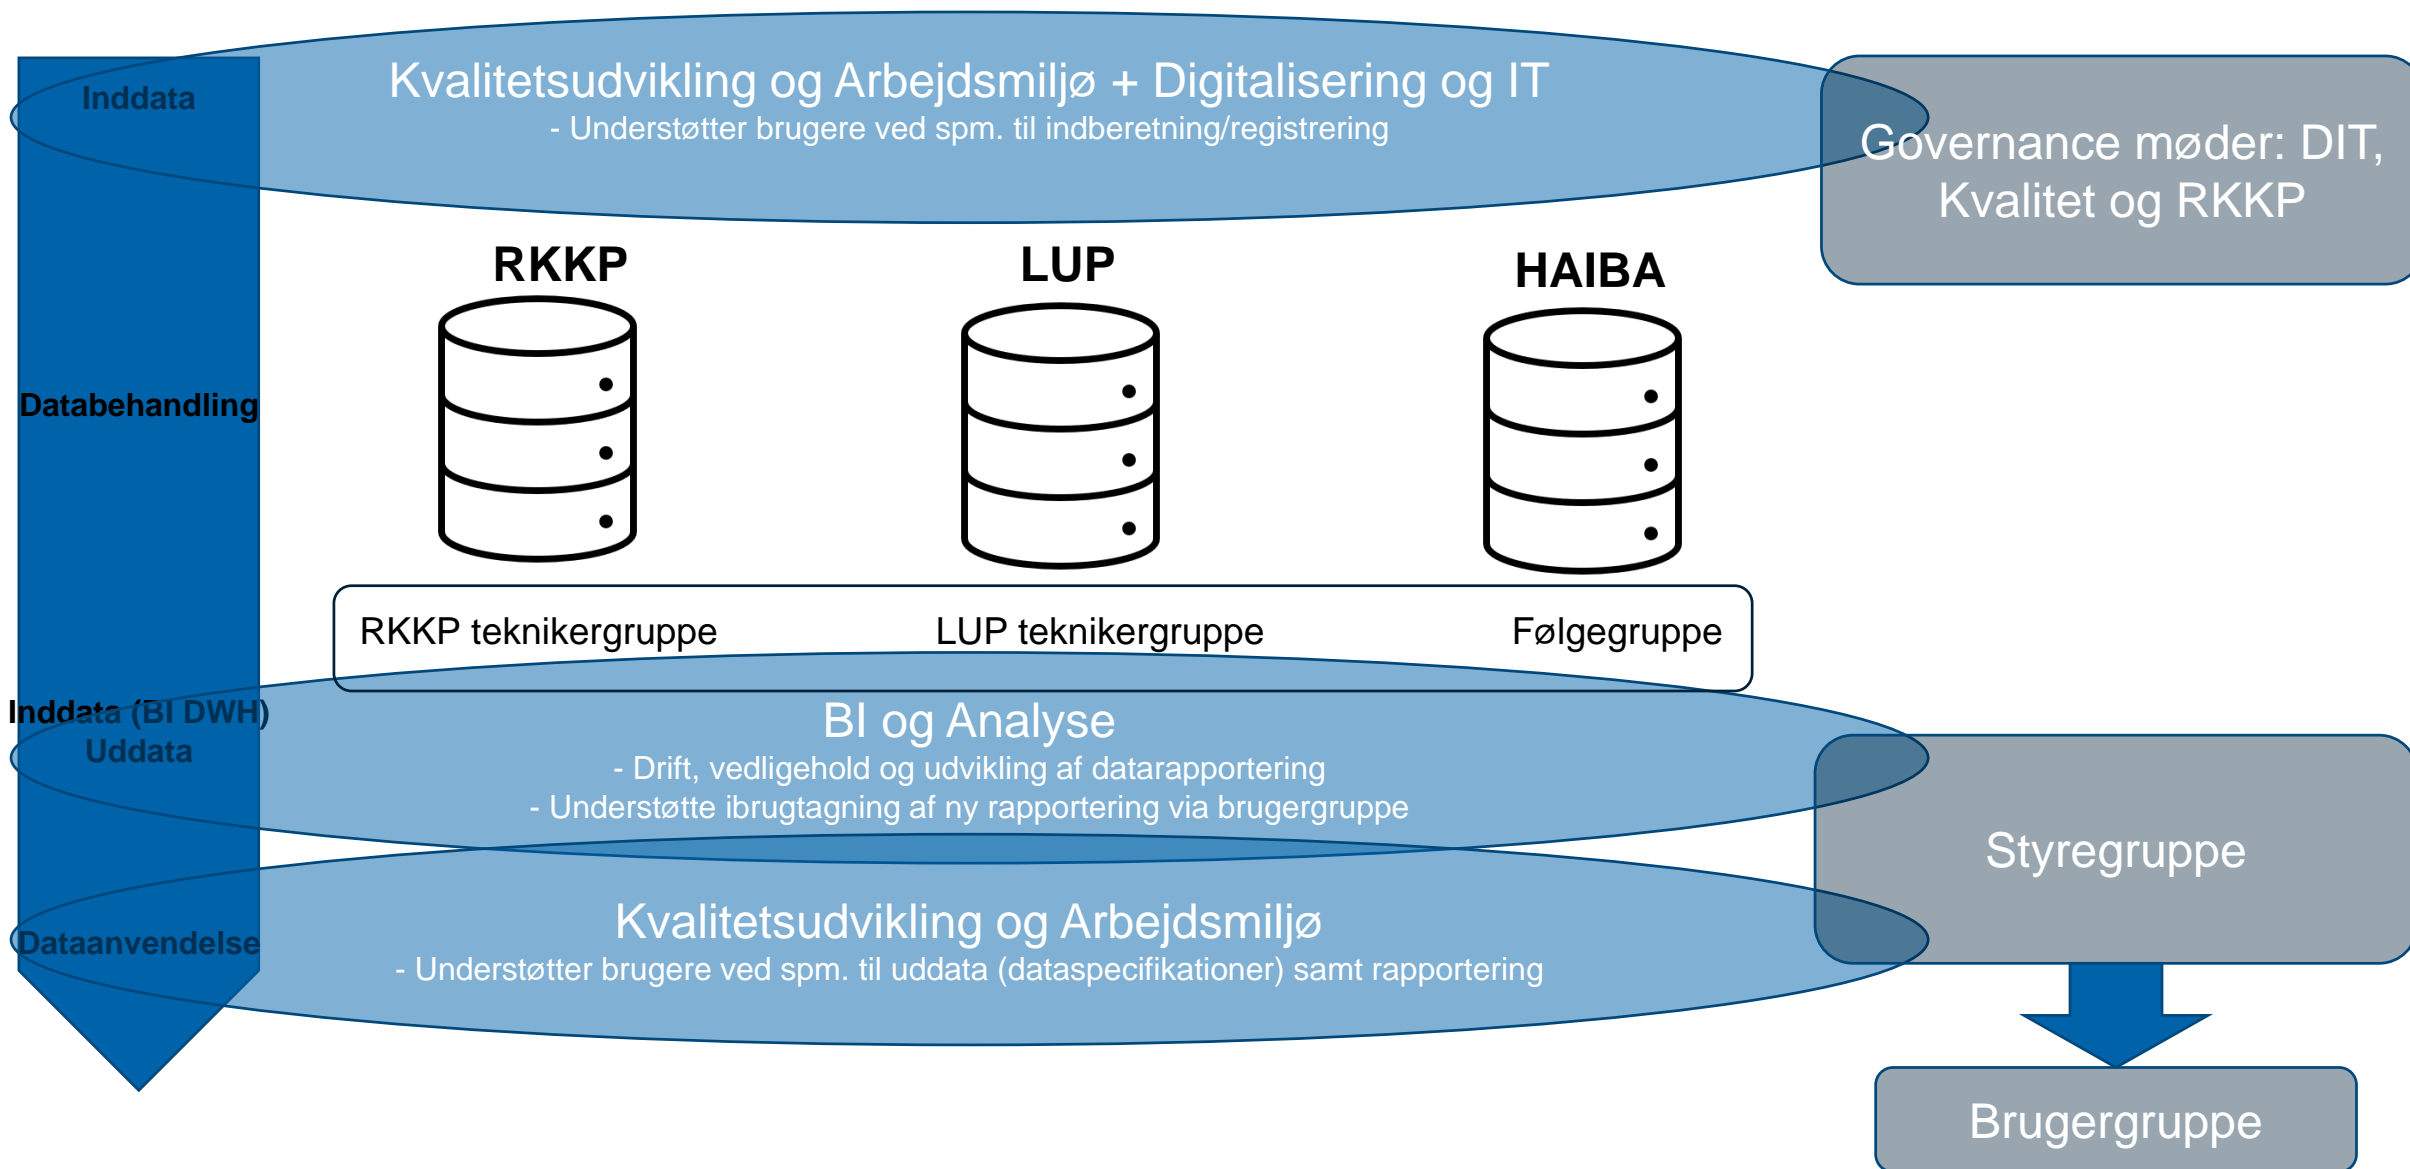 Inddata
Kvalitetsudvikling og Arbejdsmiljø + Digitalisering og IT
- Understøtter brugere ved spm. til indberetning/registrering
Governance møder: DIT,
Kvalitet og RKKP
RKKP
LUP
HAIBA
Databehandling
RKKP teknikergruppe
LUP teknikergruppe
Følgegruppe
Inddata (BI DWH)
Uddata
BI og Analyse
- Drift, vedligehold og udvikling af datarapportering
- Understøtte ibrugtagning af ny rapportering via brugergruppe
Styregruppe
Dataanvendelse
Kvalitetsudvikling og Arbejdsmiljø
- Understøtter brugere ved spm. til uddata (dataspecifikationer) samt rapportering
Brugergruppe